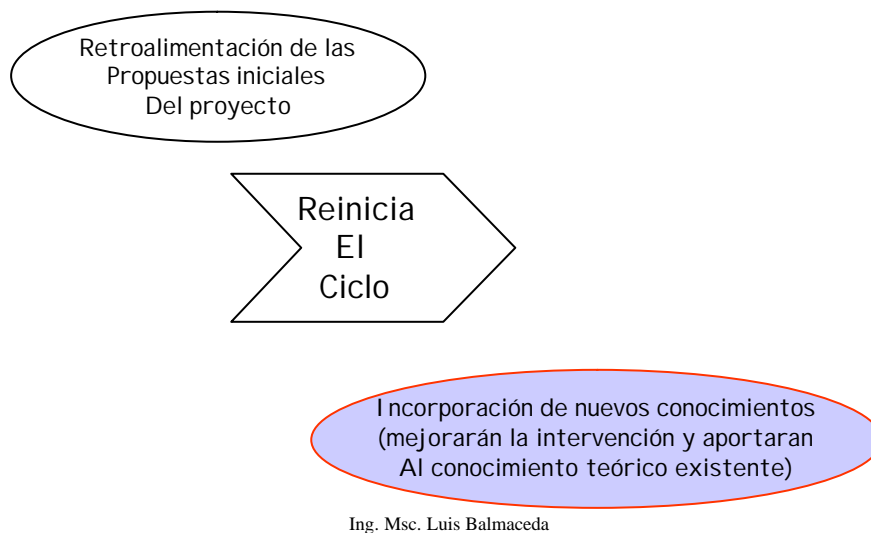 Retroalimentación de las
Propuestas iniciales
Del proyecto
Reinicia
El
Ciclo
Incorporación de nuevos conocimientos
(mejorarán la intervención y aportaran
Al conocimiento teórico existente)
Ing. Msc. Luis Balmaceda